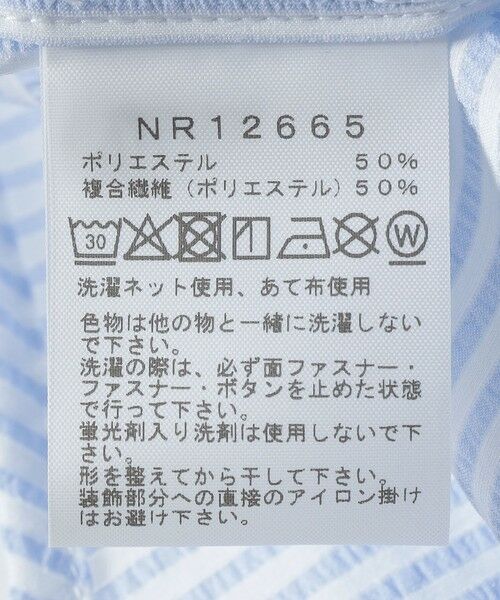 NR12665
ポリエステル 50%
複合繊維（ポリエステル）50%
30 W
洗濯ネット使用、あて布使用
色物は他の物と一緒に洗濯しない
で下さい。
洗濯の際は、必ず面ファスナー・
ファスナー・ボタンを止めた状態
で行って下さい。
蛍光剤入り洗剤は使用しないで下
さい。
形を整えてから干して下さい。
装飾部分への直接のアイロン掛け
はお避け下さい。